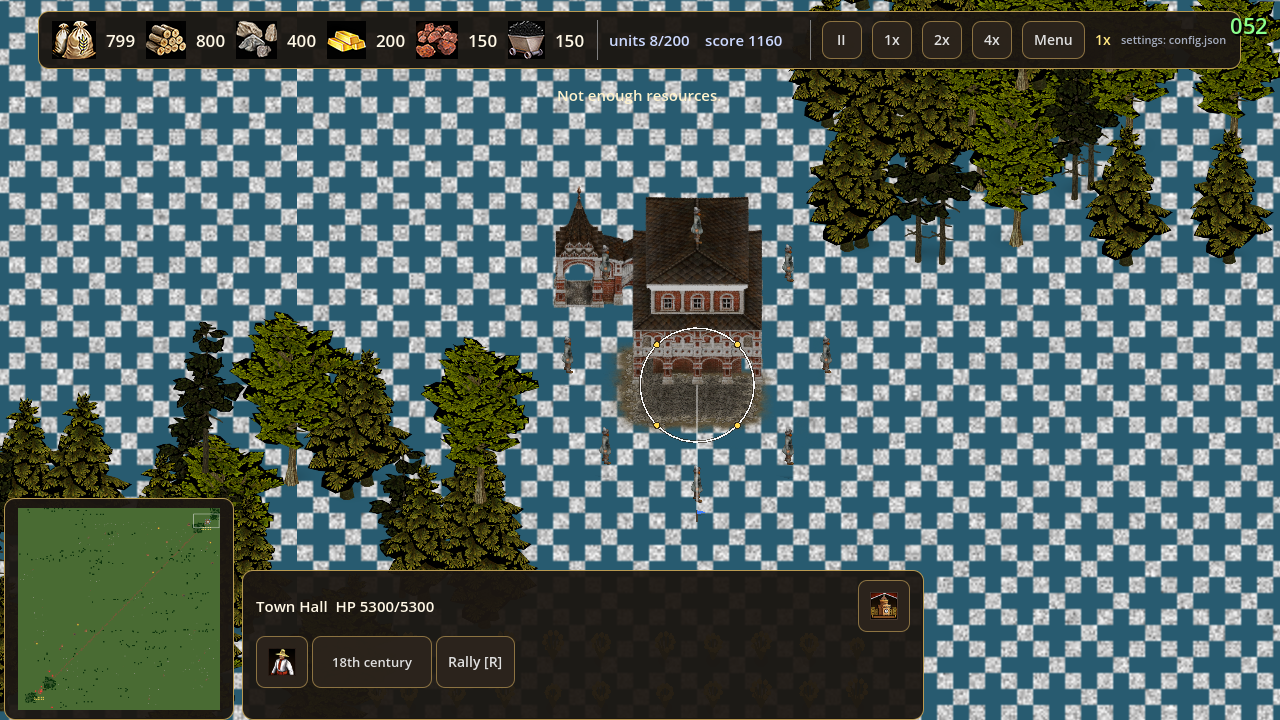 799 800 400 200 150 150 units 8/200 score 1160 II 1x 2x 4x Menu 1x settings: config.json 052
Not enough resources
Town Hall HP 5300/5300
18th century Rally [R]